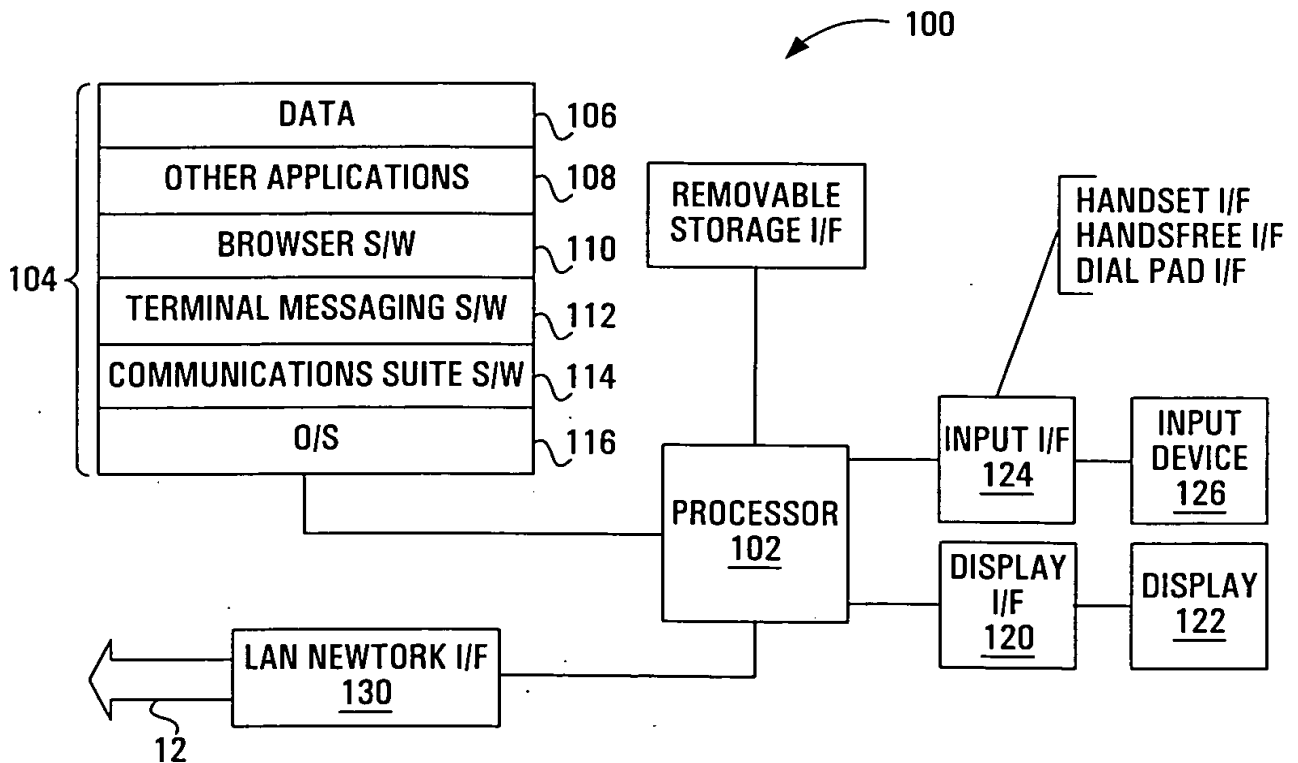 100
DATA
106
OTHER APPLICATIONS
108
BROWSER S/W
110
TERMINAL MESSAGING S/W
112
COMMUNICATIONS SUITE S/W
114
O/S
116
104
REMOVABLE
STORAGE I/F
HANDSET I/F
HANDSFREE I/F
DIAL PAD I/F
PROCESSOR
102
INPUT I/F
124
INPUT
DEVICE
126
DISPLAY
I/F
120
DISPLAY
122
LAN NEWTORK I/F
130
12